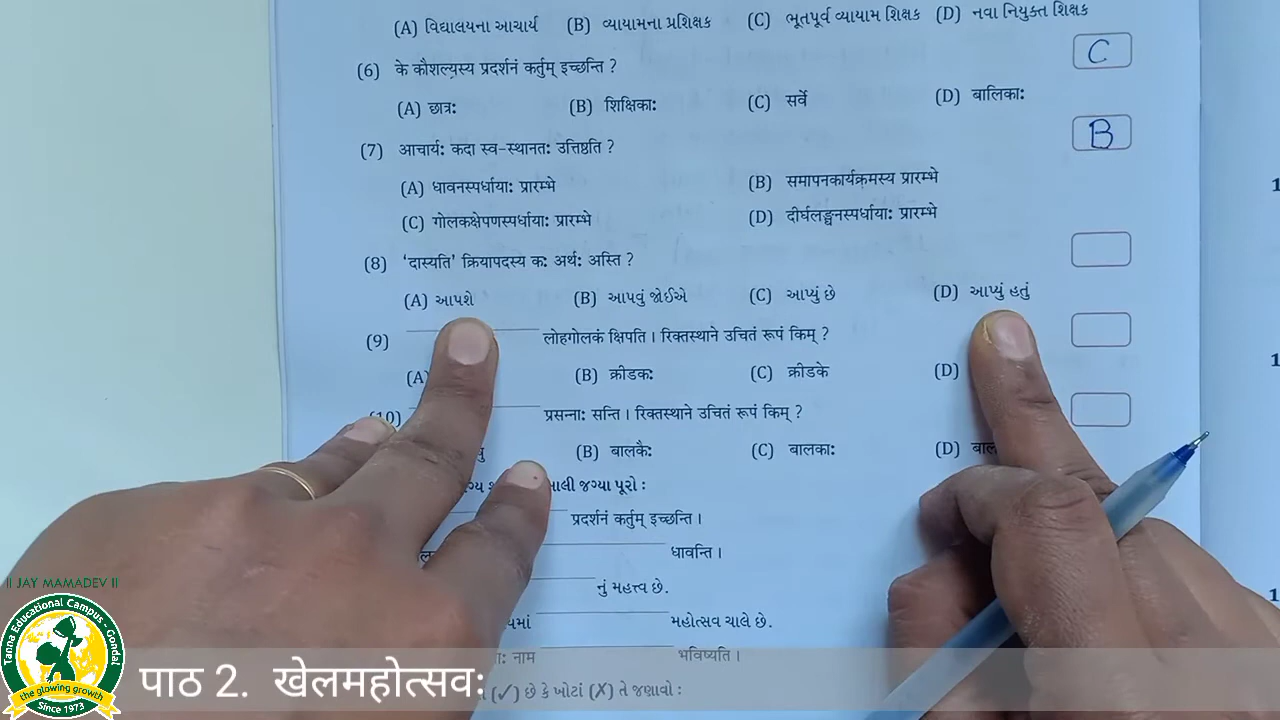 (A) વિદ્યાલયના આચાર્ય (B) વ્યાયામના પ્રશિક્ષક (C) ભૂતપૂર્વ વ્યાયામ શિક્ષક (D) નવા નિયુક્ત શિક્ષક
(6) के कौशल्यस्य प्रदर्शनं कर्तुम् इच्छन्ति ? C
(A) छात्रः (B) शिक्षिकाः (C) सर्वे (D) बालिकाः
(7) आचार्यः कदा स्व-स्थानतः उत्तिष्ठति ? B
(A) धावनस्पर्धायाः प्रारम्भे (B) समापनकार्यक्रमस्य प्रारम्भे
(C) गोलकक्षेपणस्पर्धायाः प्रारम्भे (D) दीर्घलङ्घनस्पर्धायाः प्रारम्भे
(8) 'दास्यति' क्रियापदस्य कः अर्थः अस्ति ?
(A) આપશે (B) આપવું જોઈએ (C) આપ્યું છે (D) આપ્યું હતું
(9) लोहगोलकं क्षिपति । रिक्तस्थाने उचितं रूपं किम् ?
(A) (B) क्रीडकः (C) क्रीडके (D)
(10) प्रसन्नाः सन्ति । रिक्तस्थाने उचितं रूपं किम् ?
(B) बालकैः (C) बालकाः (D)
જગ્યા પૂરો :
प्रदर्शनं कर्तुम् इच्छन्ति ।
धावन्ति ।
નું મહત્ત્વ છે.
મહોત્સવ ચાલે છે.
नाम भविष्यति ।
(✓) છે કે ખોટાં (✗) તે જણાવો :
॥ JAY MAMADEV ॥
Tanna Educational Campus - Gondal
the glowing growth
Since 1973
पाठ 2. खेलमहोत्सवः